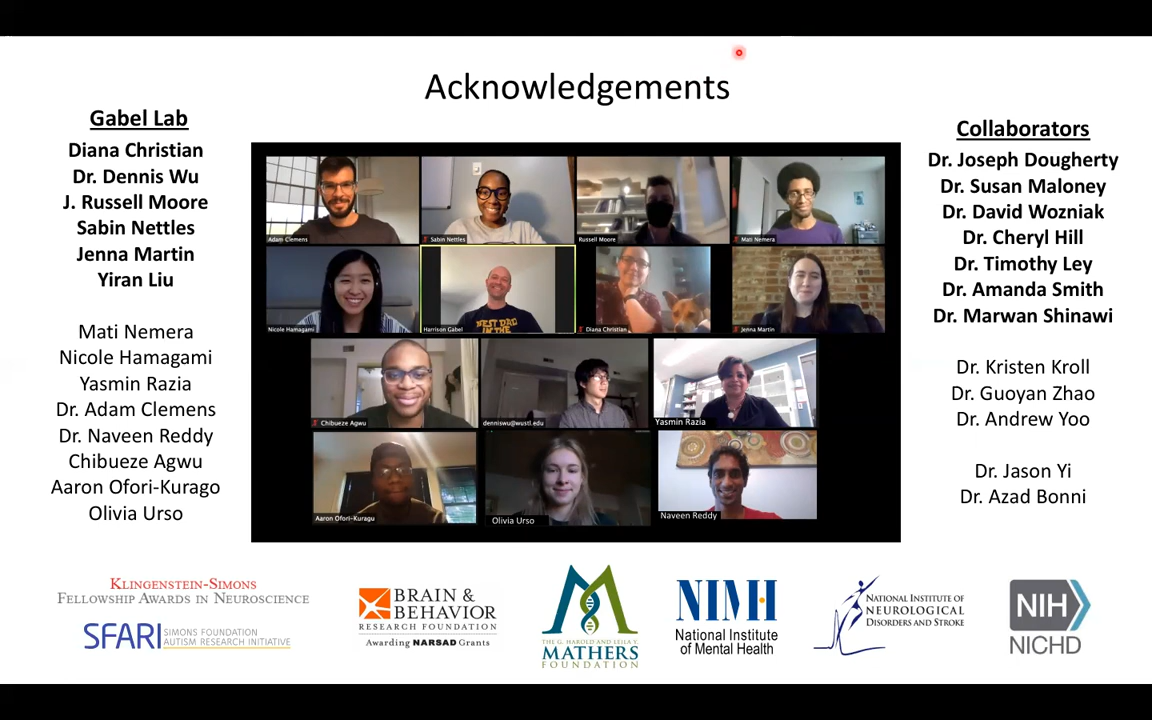 Acknowledgements
Gabel Lab
Diana Christian
Dr. Dennis Wu
J. Russell Moore
Sabin Nettles
Jenna Martin
Yiran Liu
Mati Nemera
Nicole Hamagami
Yasmin Razia
Dr. Adam Clemens
Dr. Naveen Reddy
Chibueze Agwu
Aaron Ofori-Kurago
Olivia Urso
Adam Clemens
Sabin Nettles
Russell Moore
Mati Nemera
Nicole Hamagami
Harrison Gabel
Diana Christian
Jenna Martin
Chibueze Agwu
denniswu@wustl.edu
Yasmin Razia
Aaron Ofori-Kuragu
Olivia Urso
Naveen Reddy
Collaborators
Dr. Joseph Dougherty
Dr. Susan Maloney
Dr. David Wozniak
Dr. Cheryl Hill
Dr. Timothy Ley
Dr. Amanda Smith
Dr. Marwan Shinawi
Dr. Kristen Kroll
Dr. Guoyan Zhao
Dr. Andrew Yoo
Dr. Jason Yi
Dr. Azad Bonni
KLINGENSTEIN-SIMONS
FELLOWSHIP AWARDS IN NEUROSCIENCE
SFARI
SIMONS FOUNDATION
AUTISM RESEARCH INITIATIVE
BRAIN &
BEHAVIOR
RESEARCH FOUNDATION
Awarding NARSAD Grants
THE G. HAROLD AND LEILA Y.
MATHERS
FOUNDATION
NIMH
National Institute
of Mental Health
NATIONAL INSTITUTE OF
NEUROLOGICAL
DISORDERS AND STROKE
NIH
NICHD